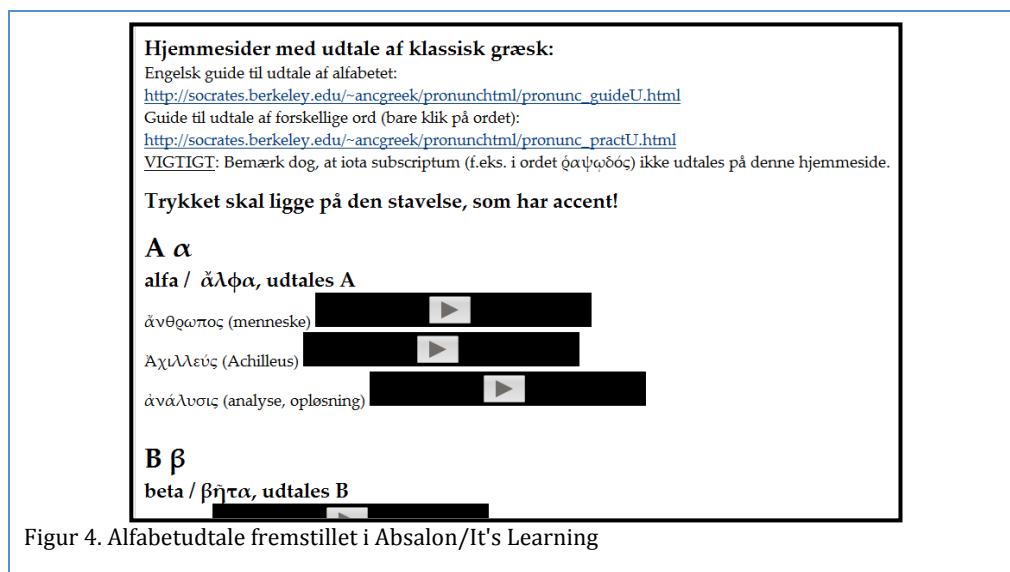 Hjemmesider med udtale af klassisk græsk:
Engelsk guide til udtale af alfabetet:
http://socrates.berkeley.edu/~ancgreek/pronunchtml/pronunc_guideU.html
Guide til udtale af forskellige ord (bare klik på ordet):
http://socrates.berkeley.edu/~ancgreek/pronunchtml/pronunc_practU.html
VIGTIGT: Bemærk dog, at iota subscriptum (f.eks. i ordet ῥαψῳδός) ikke udtales på denne hjemmeside.
Trykket skal ligge på den stavelse, som har accent!
Α α
alfa / ἄλφα, udtales A
ἄνθρωπος (menneske)
Ἀχιλλεύς (Achilleus)
ἀνάλυσις (analyse, opløsning)
Β β
beta / βῆτα, udtales B
Figur 4. Alfabetudtale fremstillet i Absalon/It's Learning